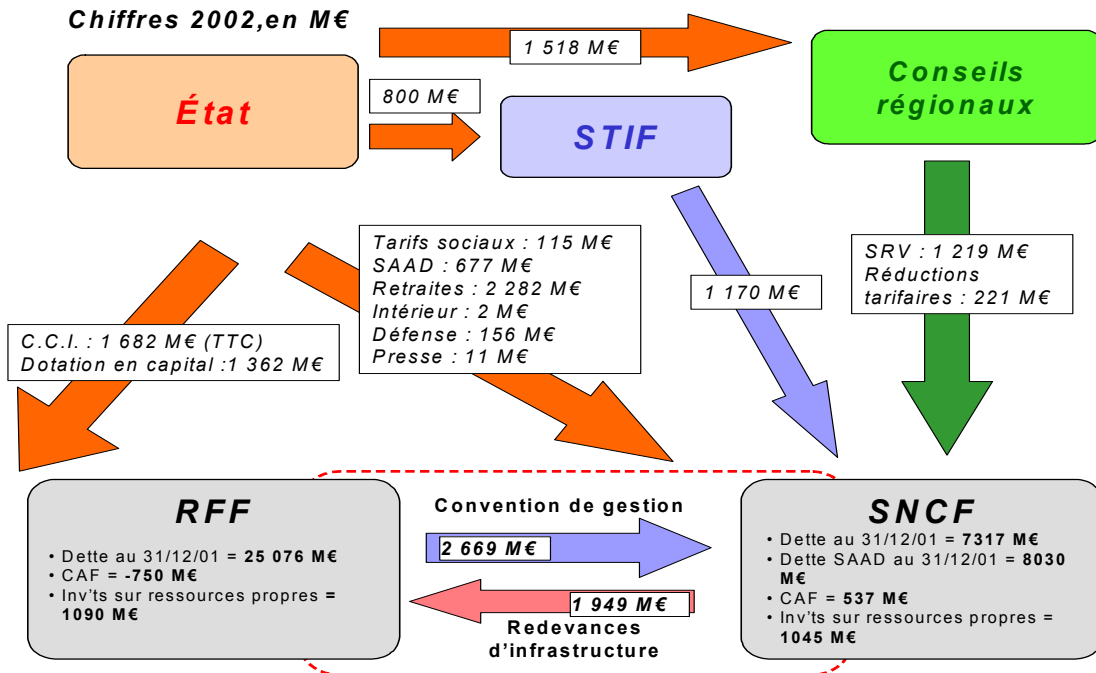 Chiffres 2002,en M€
1 518 M€
État
800 M€
STIF
Conseils
régionaux
Tarifs sociaux : 115 M€
SAAD : 677 M€
Retraites : 2 282 M€
Intérieur : 2 M€
Défense : 156 M€
Presse : 11 M€
1 170 M€
SRV : 1 219 M€
Réductions
tarifaires : 221 M€
C.C.I. : 1 682 M€ (TTC)
Dotation en capital :1 362 M€
RFF
• Dette au 31/12/01 = 25 076 M€
• CAF = -750 M€
• Inv'ts sur ressources propres =
1090 M€
Convention de gestion
2 669 M€
1 949 M€
Redevances
d'infrastructure
SNCF
• Dette au 31/12/01 = 7317 M€
• Dette SAAD au 31/12/01 = 8030
M€
• CAF = 537 M€
• Inv'ts sur ressources propres =
1045 M€